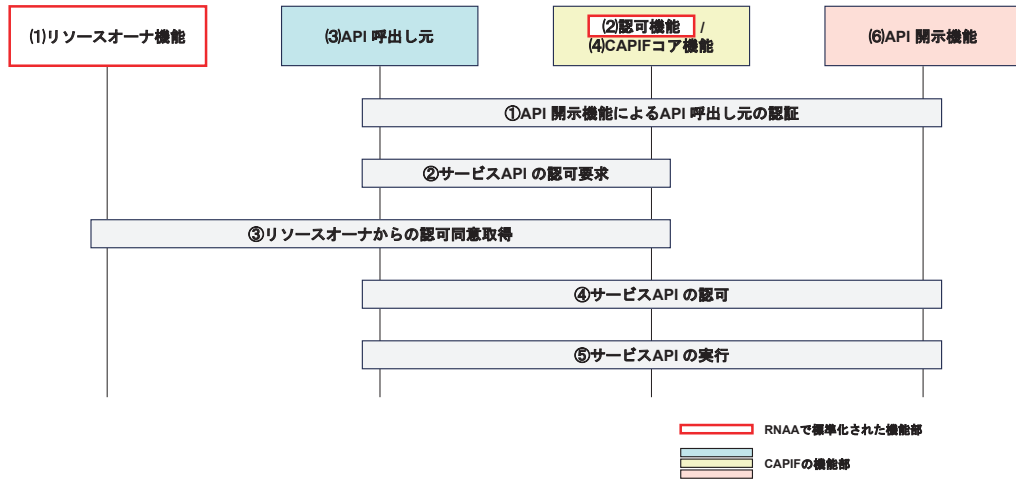 (1)リソースオーナ機能
(3)API 呼出し元
(2)認可機能 /
(4)CAPIFコア機能
(6)API 開示機能
①API 開示機能によるAPI 呼出し元の認証
②サービスAPI の認可要求
③リソースオーナからの認可同意取得
④サービスAPI の認可
⑤サービスAPI の実行
RNAAで標準化された機能部
CAPIFの機能部